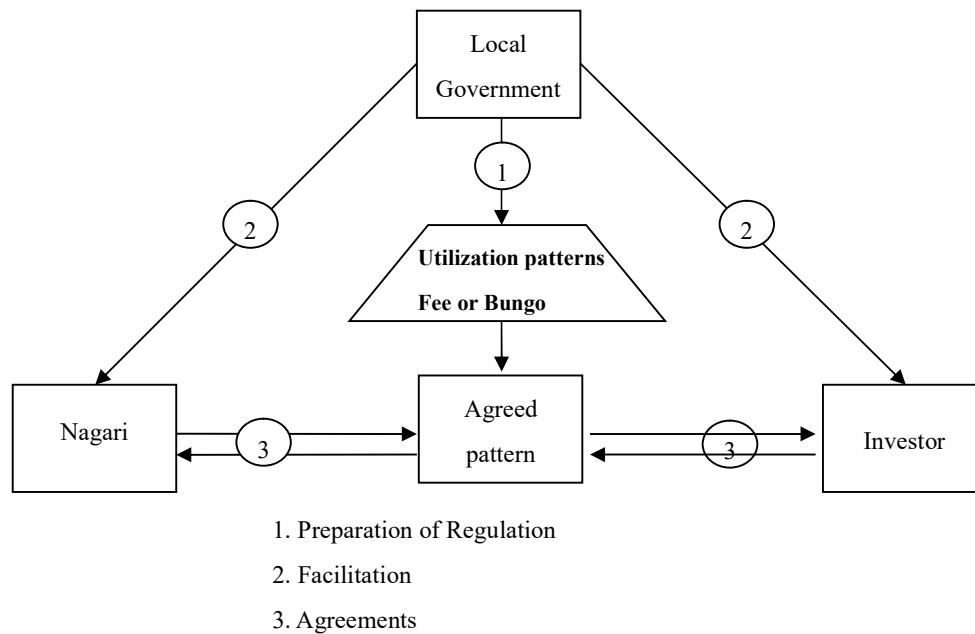 Local
Government
1
2
2
Utilization patterns
Fee or Bungo
Nagari
3
Agreed
pattern
3
Investor
1. Preparation of Regulation
2. Facilitation
3. Agreements